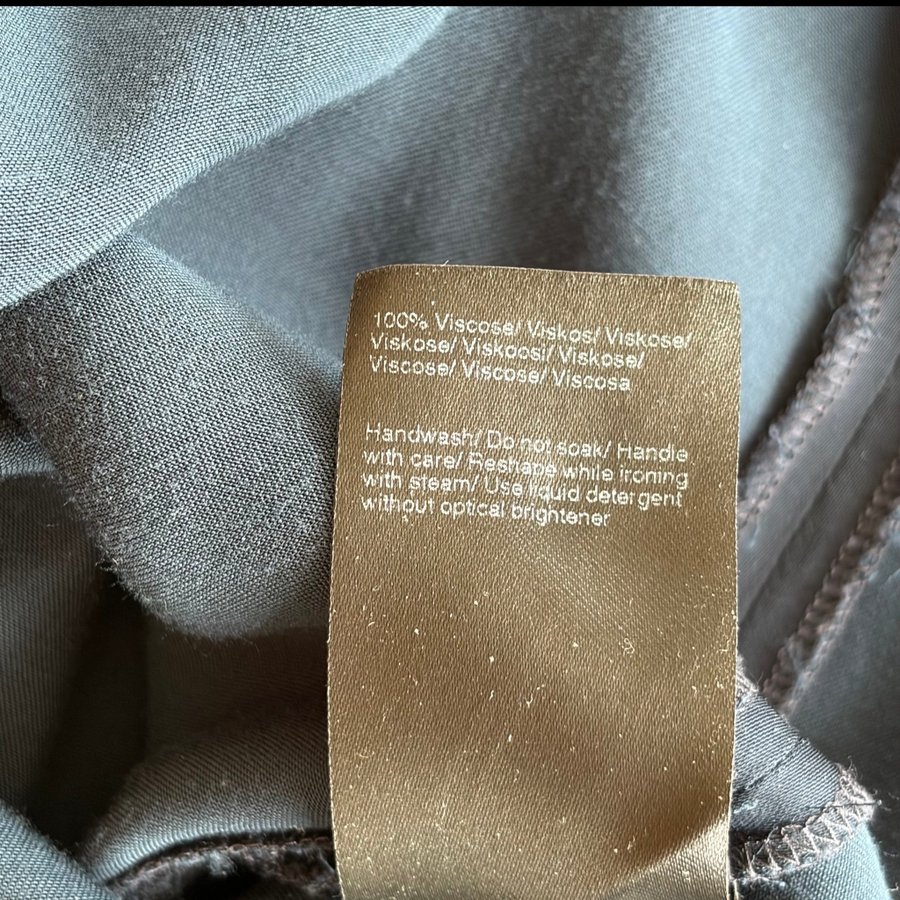 100% Viscose/ Viskos/ Viskose/
Viskose/ Viskoosi/ Viskose/
Viscose/ Viscose/ Viscosa
Handwash/ Do not soak/ Handle
with care/ Reshape while ironing
with steam/ Use liquid detergent
without optical brightener